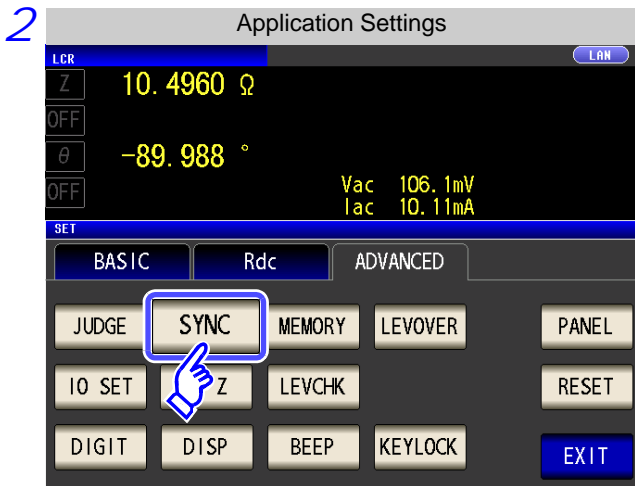 2
Application Settings
LCR LAN
Z 10.4960 Ω
OFF
θ -89.988 °
OFF
Vac 106.1mV
Iac 10.11mA
SET
BASIC Rdc ADVANCED
JUDGE SYNC MEMORY LEVOVER PANEL
IO SET Z LEVCHK RESET
DIGIT DISP BEEP KEYLOCK EXIT